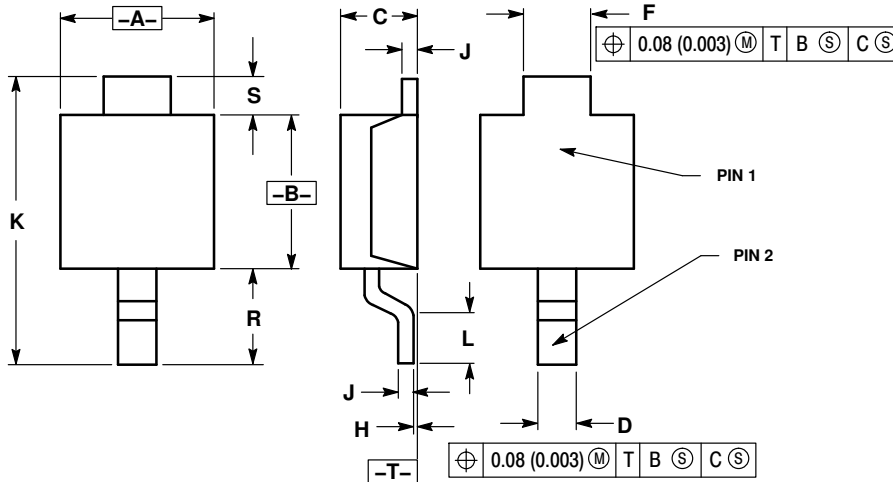 –A–
C
F
⌖ 0.08 (0.003) Ⓜ T B Ⓢ C Ⓢ
J
S
K
–B–
PIN 1
PIN 2
R
L
J
H
D
⌖ 0.08 (0.003) Ⓜ T B Ⓢ C Ⓢ
–T–